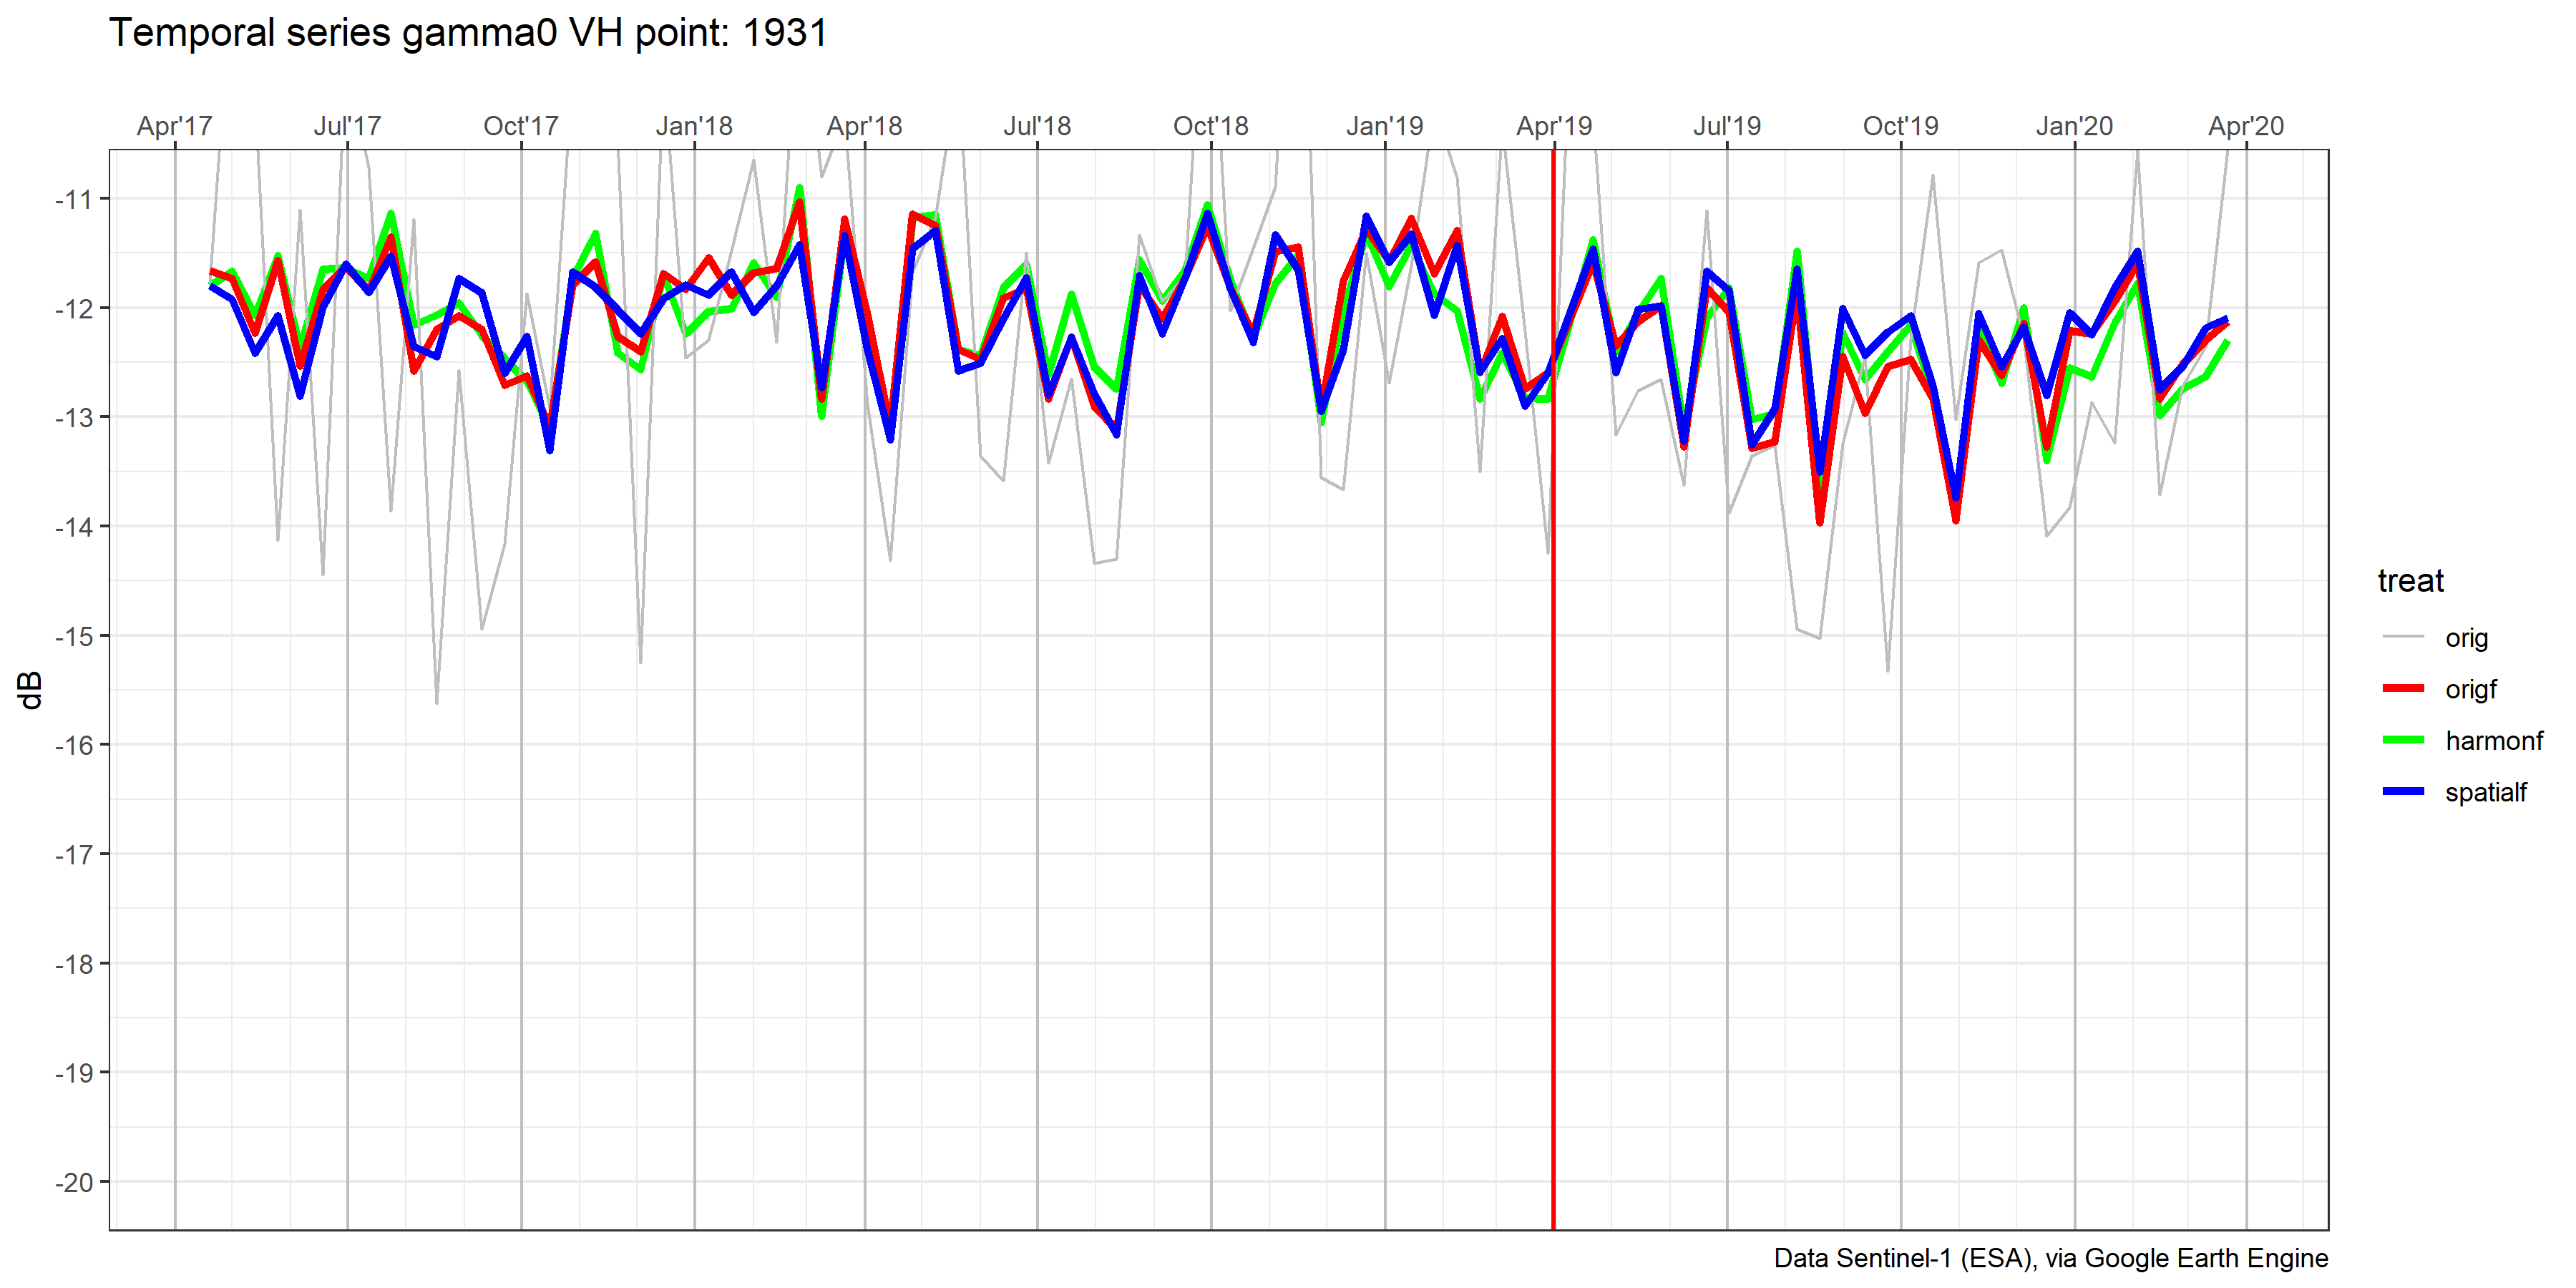 Temporal series gamma0 VH point: 1931
Apr'17 Jul'17 Oct'17 Jan'18 Apr'18 Jul'18 Oct'18 Jan'19 Apr'19 Jul'19 Oct'19 Jan'20 Apr'20
-11
-12
-13
-14
-15
-16
-17
-18
-19
-20
dB
treat
orig
origf
harmonf
spatialf
Data Sentinel-1 (ESA), via Google Earth Engine